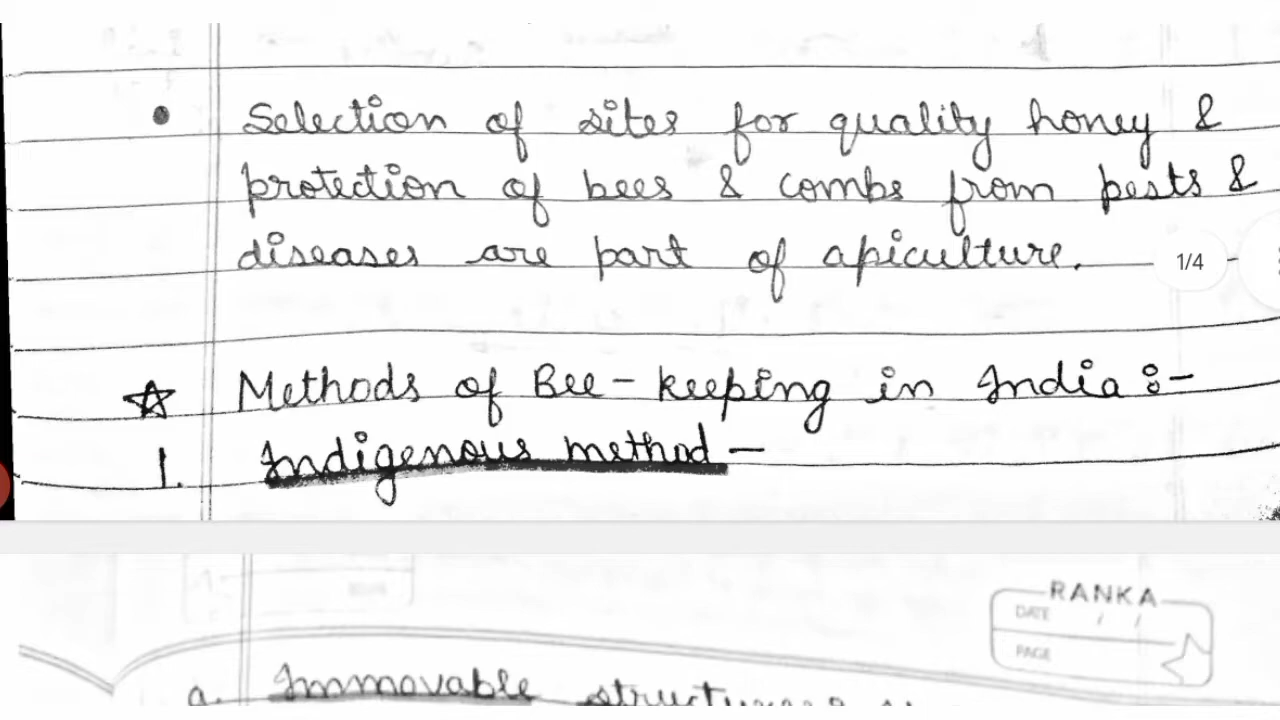 • Selection of sites for quality honey &
protection of bees & combs from pests &
diseases are part of apiculture.
1/4
☆ Methods of Bee-keeping in India :-
1. Indigenous method -
RANKA
DATE / /
PAGE
a. Immovable structures